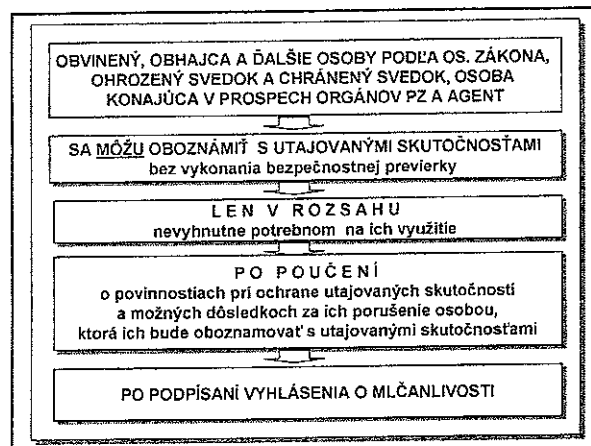 OBVINENÝ, OBHAJCA A ĎALŠIE OSOBY PODĽA OS. ZÁKONA,
OHROZENÝ SVEDOK A CHRÁNENÝ SVEDOK, OSOBA
KONAJÚCA V PROSPECH ORGÁNOV PZ A AGENT
SA MÔŽU OBOZNÁMIŤ S UTAJOVANÝMI SKUTOČNOSŤAMI
bez vykonania bezpečnostnej previerky
LEN V ROZSAHU
nevyhnutne potrebnom na ich využitie
PO POUČENÍ
o povinnostiach pri ochrane utajovaných skutočností
a možných dôsledkoch za ich porušenie osobou,
ktorá ich bude oboznamovať s utajovanými skutočnosťami
PO PODPÍSANÍ VYHLÁSENIA O MLČANLIVOSTI